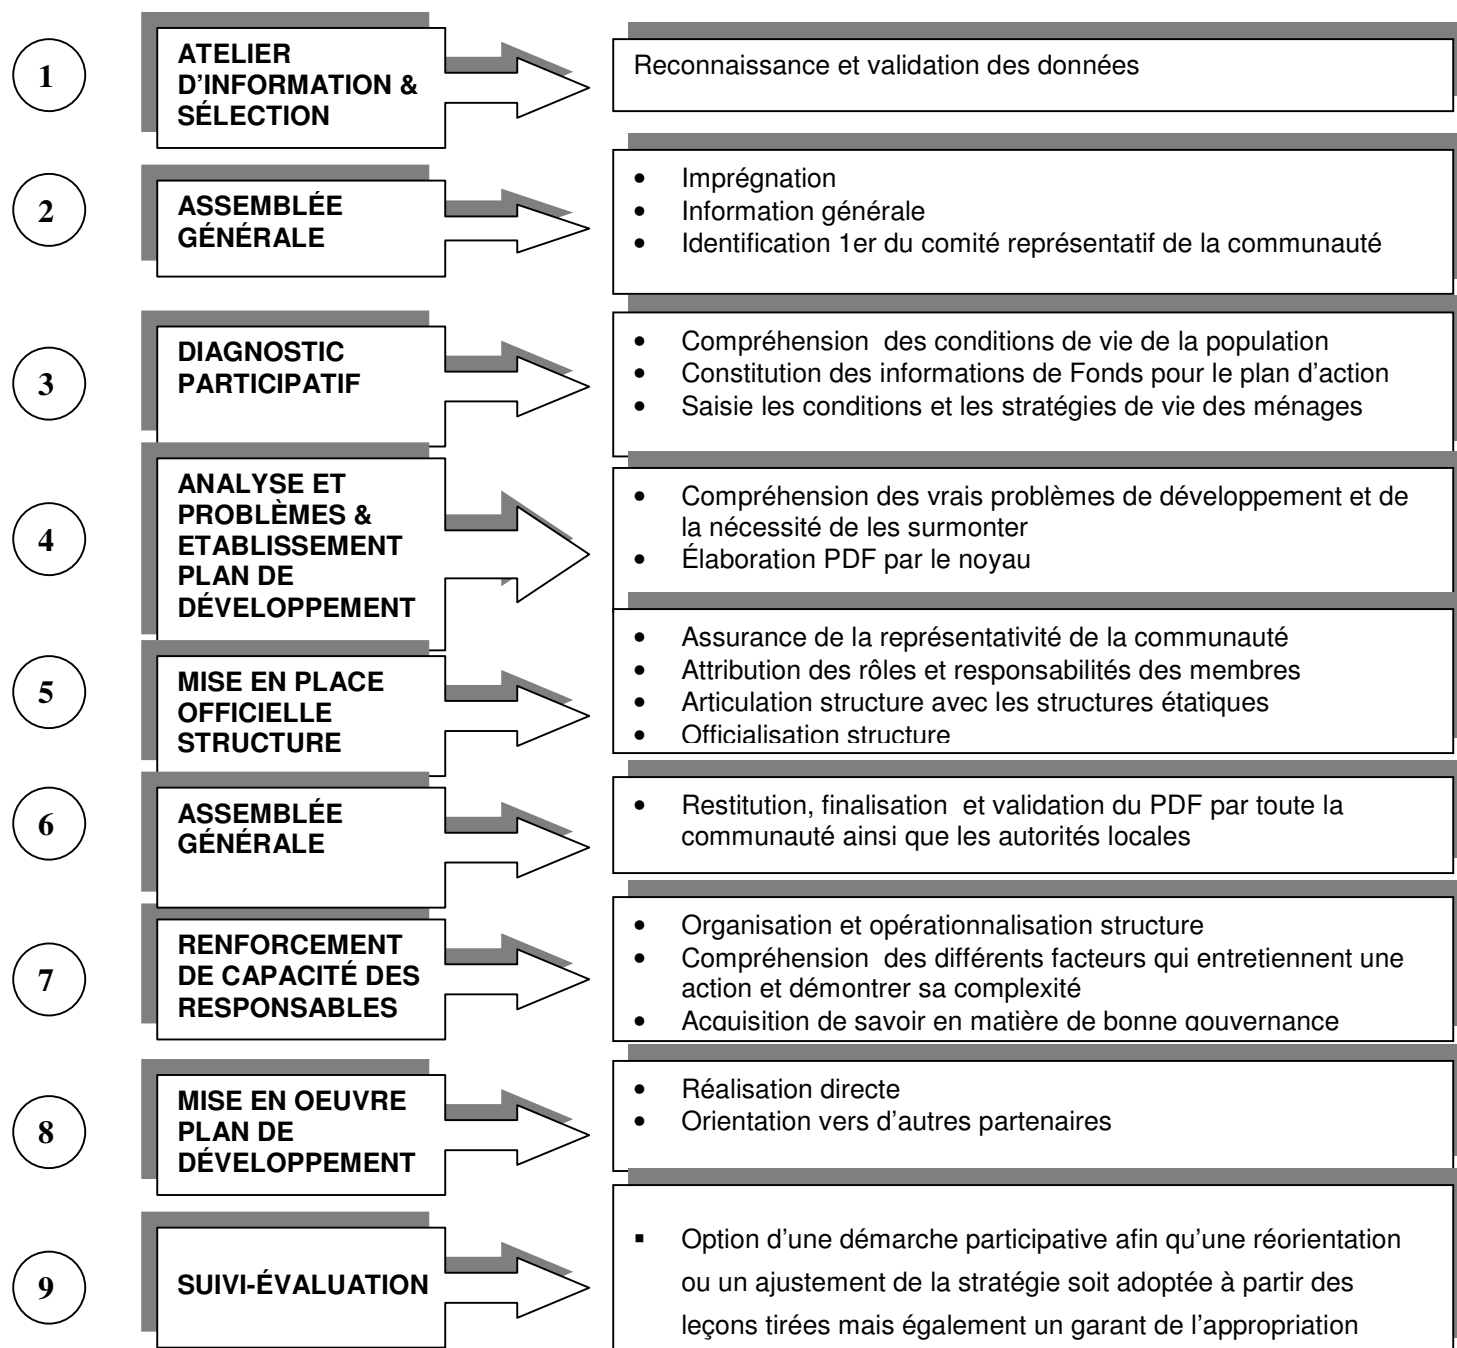 1
ATELIER
D'INFORMATION &
SÉLECTION
Reconnaissance et validation des données
2
ASSEMBLÉE
GÉNÉRALE
• Imprégnation
• Information générale
• Identification 1er du comité représentatif de la communauté
3
DIAGNOSTIC
PARTICIPATIF
• Compréhension des conditions de vie de la population
• Constitution des informations de Fonds pour le plan d'action
• Saisie les conditions et les stratégies de vie des ménages
4
ANALYSE ET
PROBLÈMES &
ETABLISSEMENT
PLAN DE
DÉVELOPPEMENT
• Compréhension des vrais problèmes de développement et de
la nécessité de les surmonter
• Élaboration PDF par le noyau
5
MISE EN PLACE
OFFICIELLE
STRUCTURE
• Assurance de la représentativité de la communauté
• Attribution des rôles et responsabilités des membres
• Articulation structure avec les structures étatiques
• Officialisation structure
6
ASSEMBLÉE
GÉNÉRALE
• Restitution, finalisation et validation du PDF par toute la
communauté ainsi que les autorités locales
7
RENFORCEMENT
DE CAPACITÉ DES
RESPONSABLES
• Organisation et opérationnalisation structure
• Compréhension des différents facteurs qui entretiennent une
action et démontrer sa complexité
• Acquisition de savoir en matière de bonne gouvernance
8
MISE EN OEUVRE
PLAN DE
DÉVELOPPEMENT
• Réalisation directe
• Orientation vers d'autres partenaires
9
SUIVI-ÉVALUATION
▪ Option d'une démarche participative afin qu'une réorientation
ou un ajustement de la stratégie soit adoptée à partir des
leçons tirées mais également un garant de l'appropriation